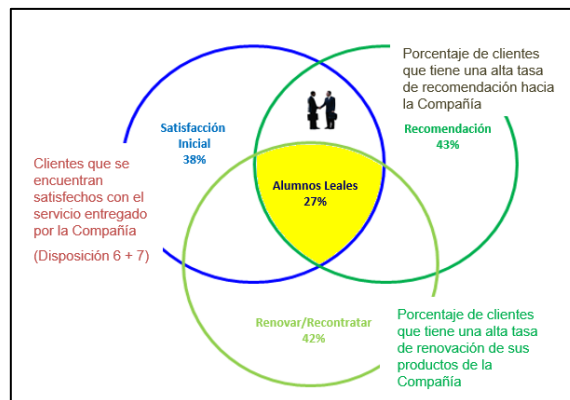 Porcentaje de clientes
que tiene una alta tasa
de recomendación hacia
la Compañía
Satisfacción
Inicial
38%
Recomendación
43%
Clientes que se
encuentran
satisfechos con el
servicio entregado
por la Compañía
(Disposición 6 + 7)
Alumnos Leales
27%
Renovar/Recontratar
42%
Porcentaje de clientes
que tiene una alta tasa
de renovación de sus
productos de la
Compañía